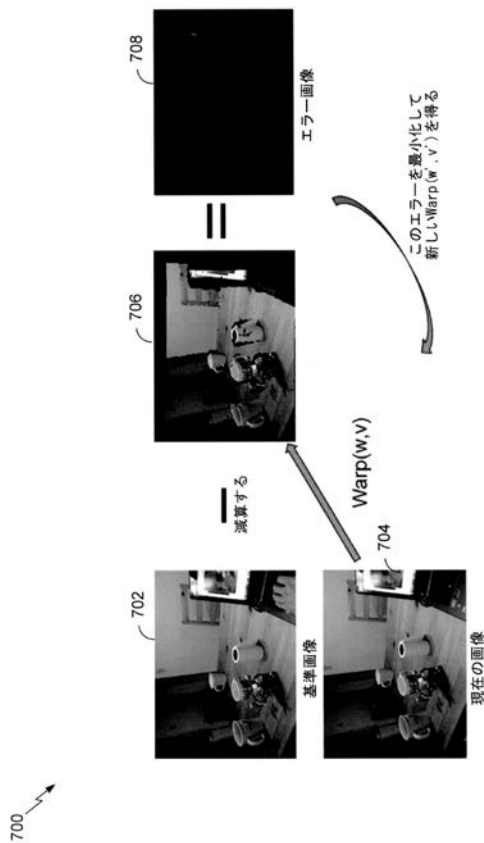 700
702
基準画像
704
現在の画像
減算する
Warp(w,v)
706
708
エラー画像
このエラーを最小化して
新しいWarp(w',v')を得る